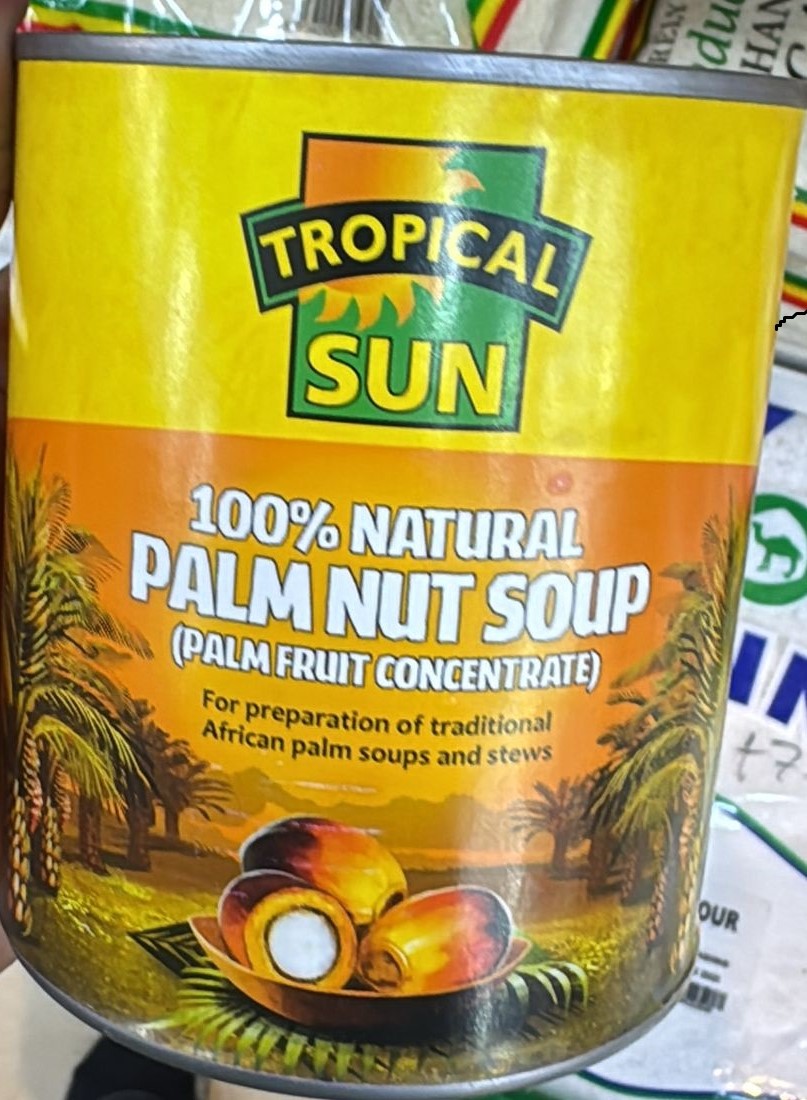 TROPICAL
SUN
100% NATURAL
PALM NUT SOUP
(PALM FRUIT CONCENTRATE)
For preparation of traditional
African palm soups and stews